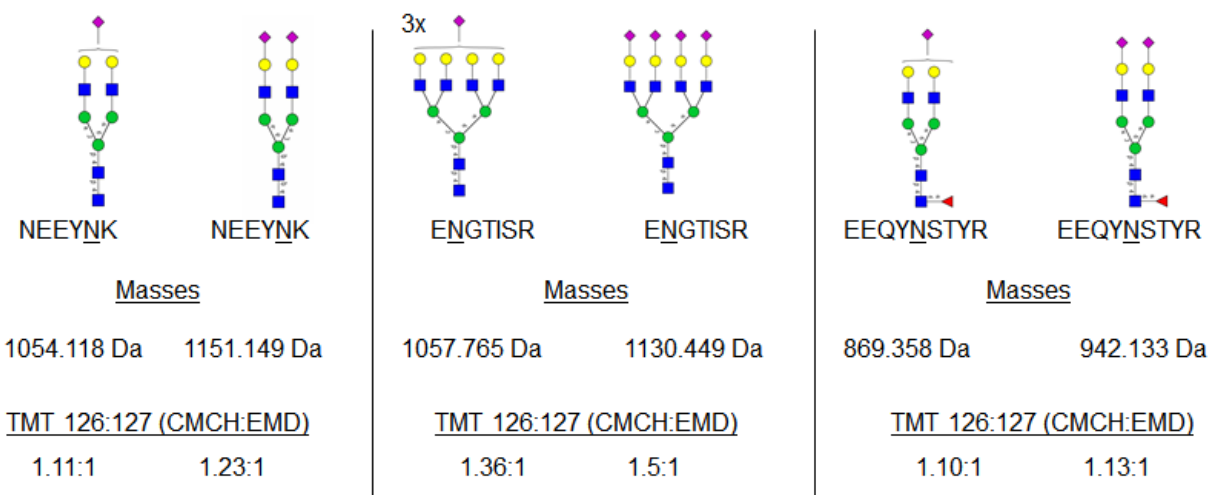 3x
NEEYNK NEEYNK ENGTISR ENGTISR EEQYNSTYR EEQYNSTYR
Masses Masses Masses
1054.118 Da 1151.149 Da 1057.765 Da 1130.449 Da 869.358 Da 942.133 Da
TMT 126:127 (CMCH:EMD) TMT 126:127 (CMCH:EMD) TMT 126:127 (CMCH:EMD)
1.11:1 1.23:1 1.36:1 1.5:1 1.10:1 1.13:1